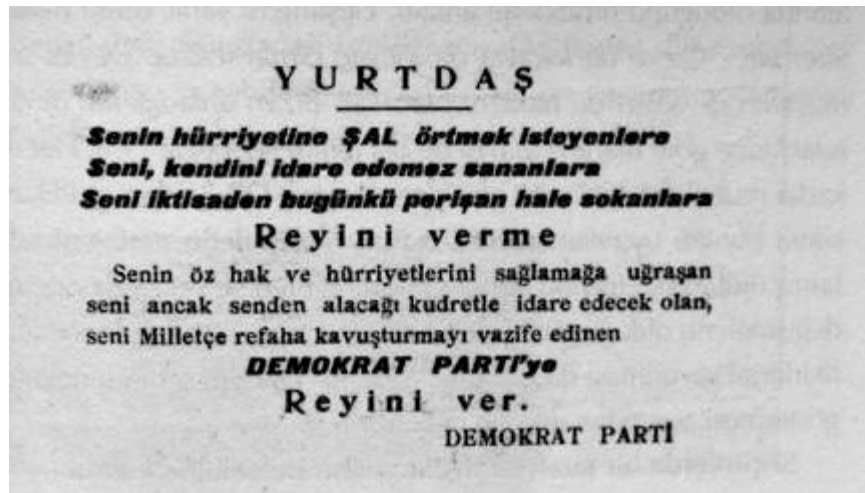 YURTDAŞ
Senin hürriyetine ŞAL örtmek isteyenlere
Seni, kendini idare edemez sananlara
Seni iktisaden bugünkü perişan hale sokanlara
Reyini verme
Senin öz hak ve hürriyetlerini sağlamağa uğraşan
seni ancak senden alacağı kudretle idare edecek olan,
seni Milletçe refaha kavuşturmayı vazife edinen
DEMOKRAT PARTİ'ye
Reyini ver.
DEMOKRAT PARTİ